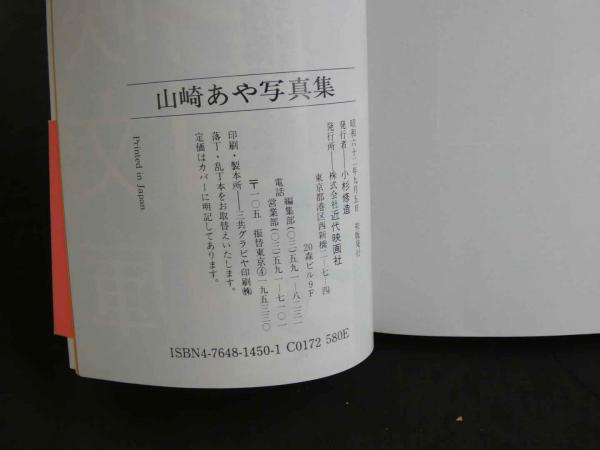 山崎あや写真集
昭和六十二年九月五日 初版発行
発行者――小杉修造
発行所――株式会社近代映画社
東京都港区西新橋二―七―四
20森ビル9F
電話 編集部(〇三)五九一―八二三一
営業部(〇三)五九一―七一〇一
〒一〇五 振替東京④一九五三三〇
印刷・製本所――三共グラビヤ印刷㈱
落丁・乱丁本をお取替えいたします。
定価はカバーに明記してあります。
Printed in Japan
ISBN4-7648-1450-1 C0172 580E